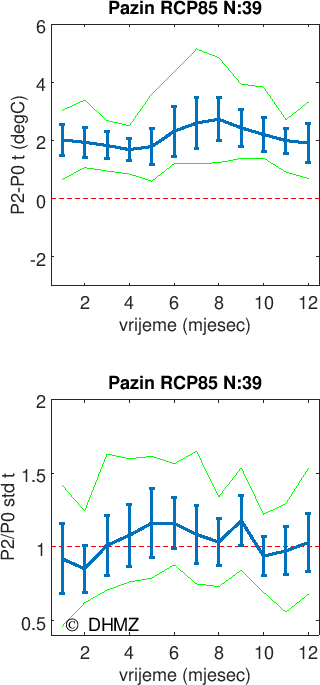 Pazin RCP85 N:39
P2-P0 t (degC)
6
4
2
0
-2
2 4 6 8 10 12
vrijeme (mjesec)
Pazin RCP85 N:39
P2/P0 std t
2
1.5
1
0.5
© DHMZ
2 4 6 8 10 12
vrijeme (mjesec)